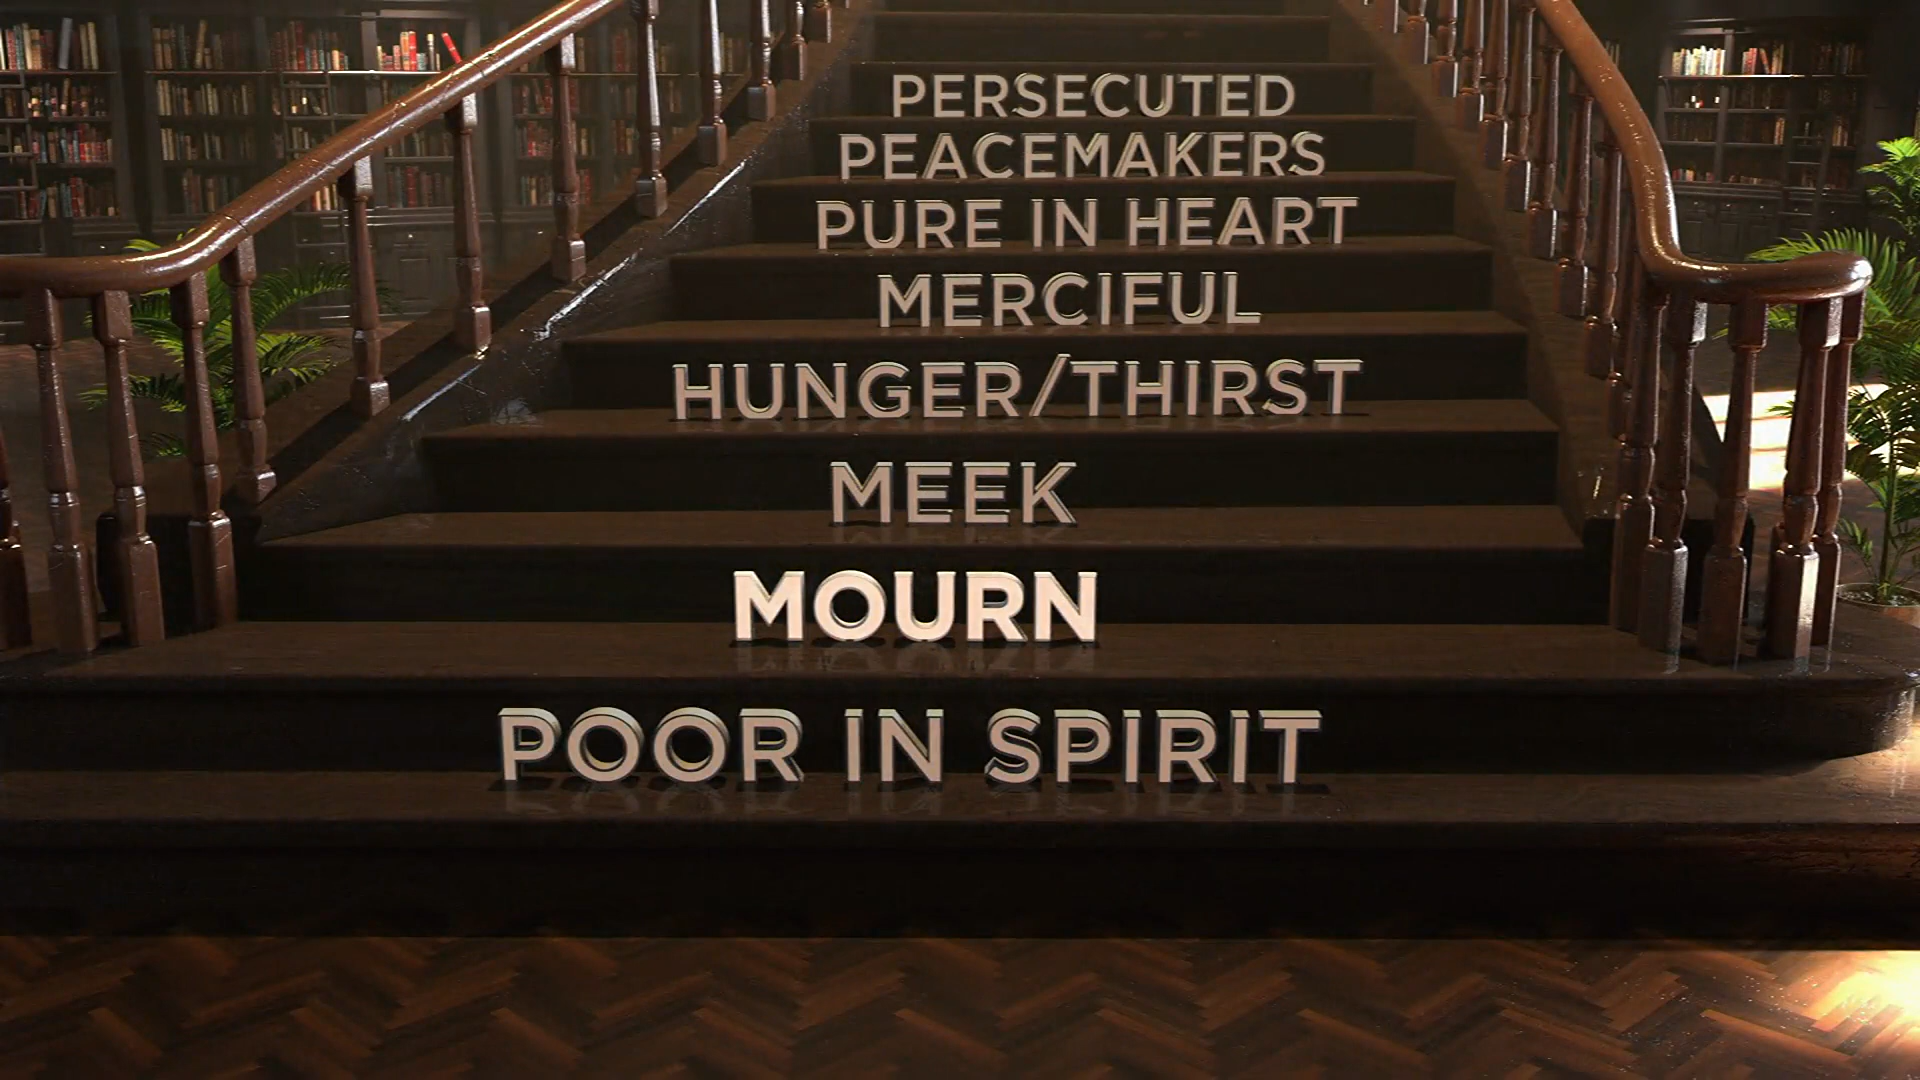 PERSECUTED
PEACEMAKERS
PURE IN HEART
MERCIFUL
HUNGER/THIRST
MEEK
MOURN
POOR IN SPIRIT